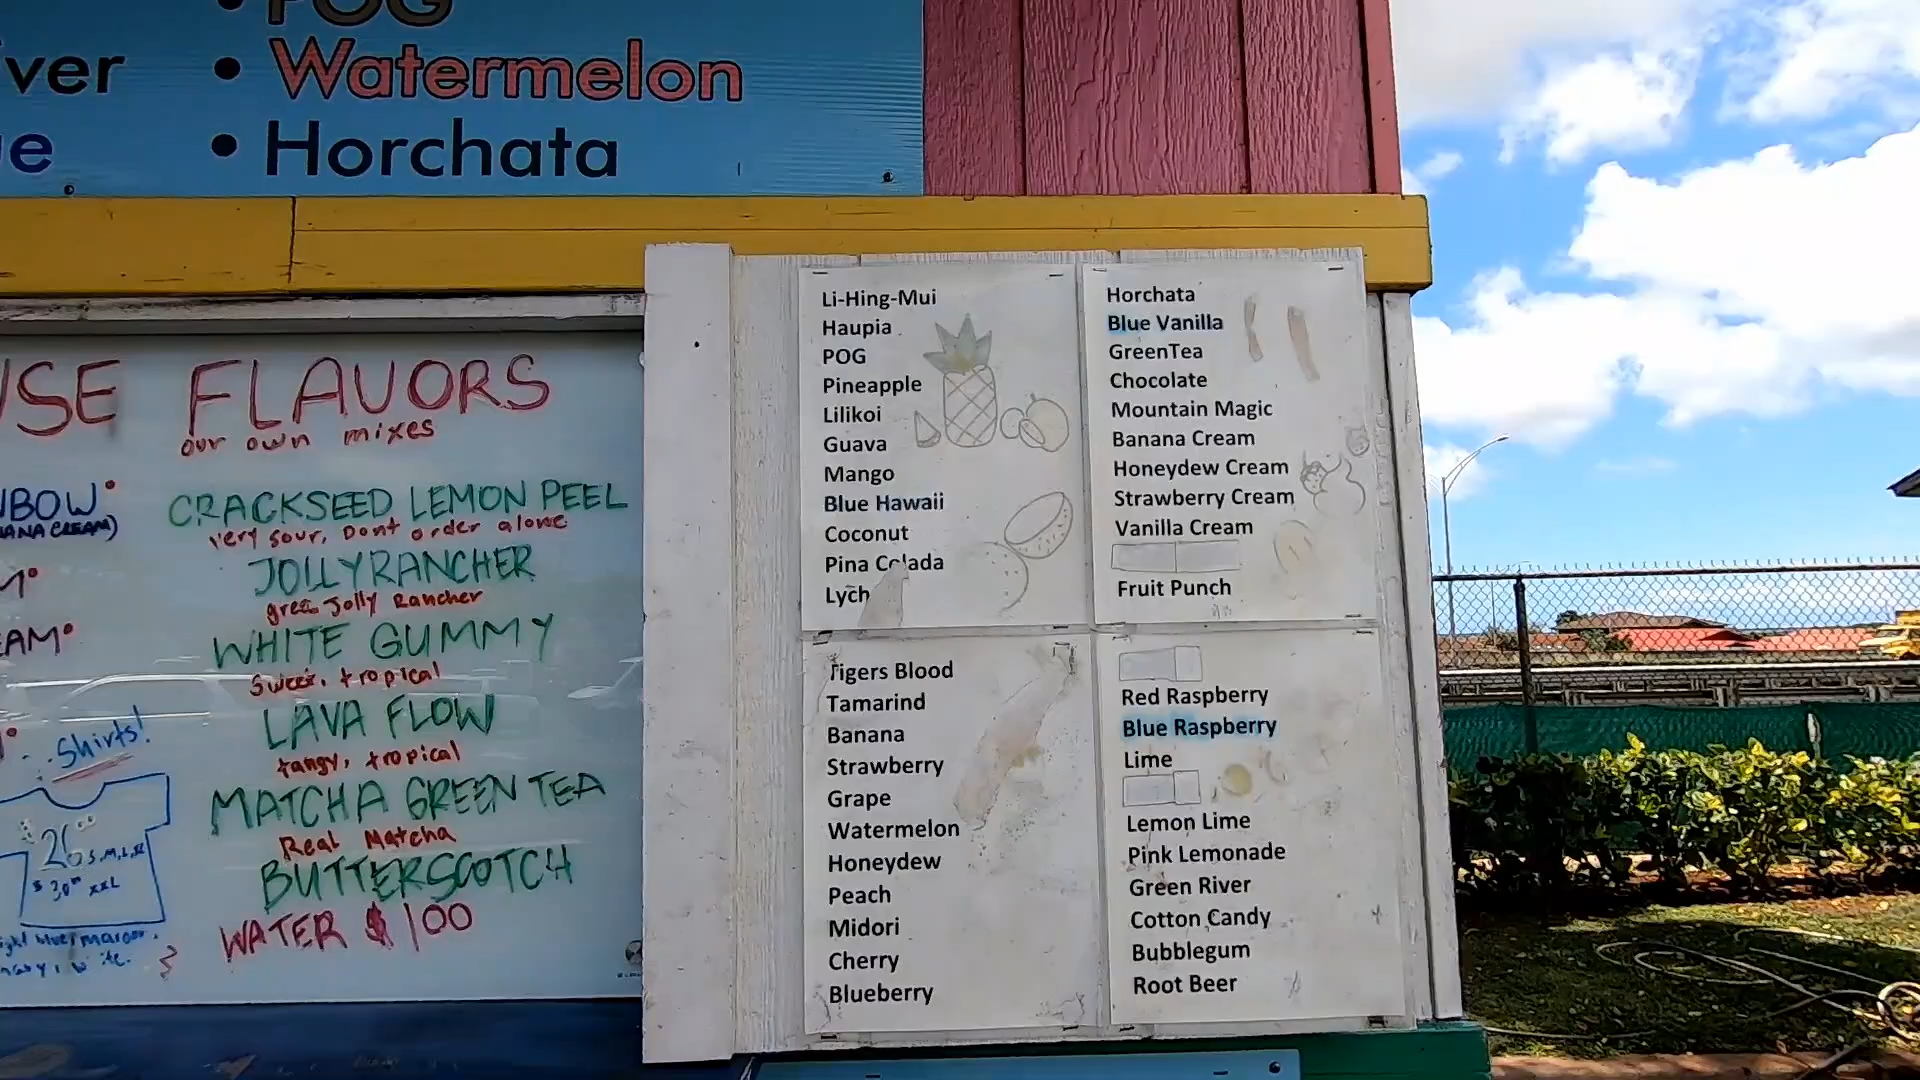 POG
• Watermelon
• Horchata
FLAVORS
our own mixes
CRACKSEED LEMON PEEL
very sour, Dont order alone
JOLLYRANCHER
green Jolly Rancher
WHITE GUMMY
Sweet, tropical
LAVA FLOW
tangy, tropical
MATCHA GREEN TEA
Real Matcha
BUTTERSCOTCH
WATER $100
Shirts!
Li-Hing-Mui
Haupia
POG
Pineapple
Lilikoi
Guava
Mango
Blue Hawaii
Coconut
Pina Colada
Lych
Horchata
Blue Vanilla
GreenTea
Chocolate
Mountain Magic
Banana Cream
Honeydew Cream
Strawberry Cream
Vanilla Cream
Fruit Punch
Tigers Blood
Tamarind
Banana
Strawberry
Grape
Watermelon
Honeydew
Peach
Midori
Cherry
Blueberry
Red Raspberry
Blue Raspberry
Lime
Lemon Lime
Pink Lemonade
Green River
Cotton Candy
Bubblegum
Root Beer